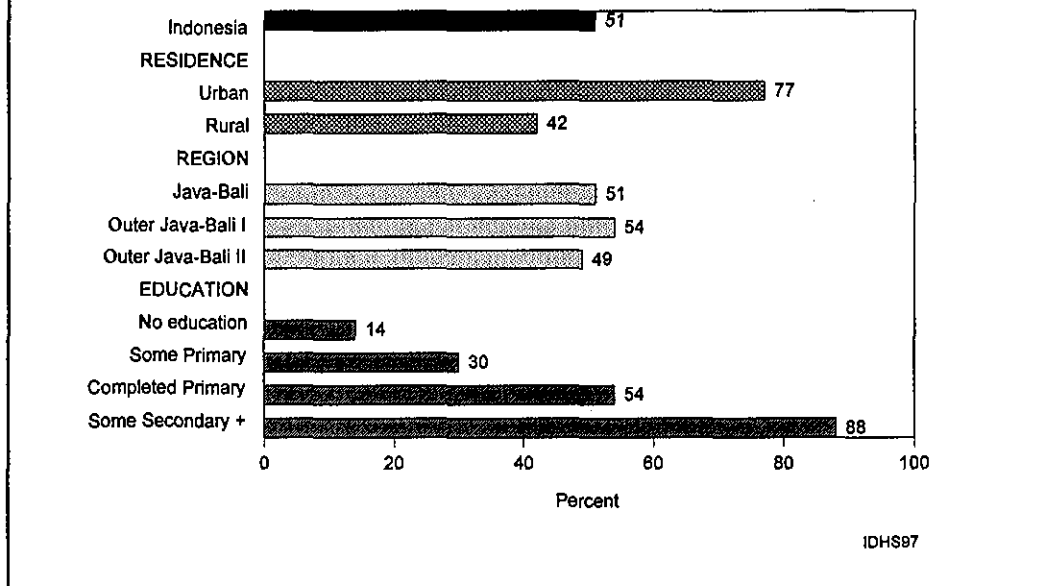 Indonesia 51
RESIDENCE
Urban 77
Rural 42
REGION
Java-Bali 51
Outer Java-Bali I 54
Outer Java-Bali II 49
EDUCATION
No education 14
Some Primary 30
Completed Primary 54
Some Secondary + 88
0 20 40 60 80 100
Percent
IDHS97